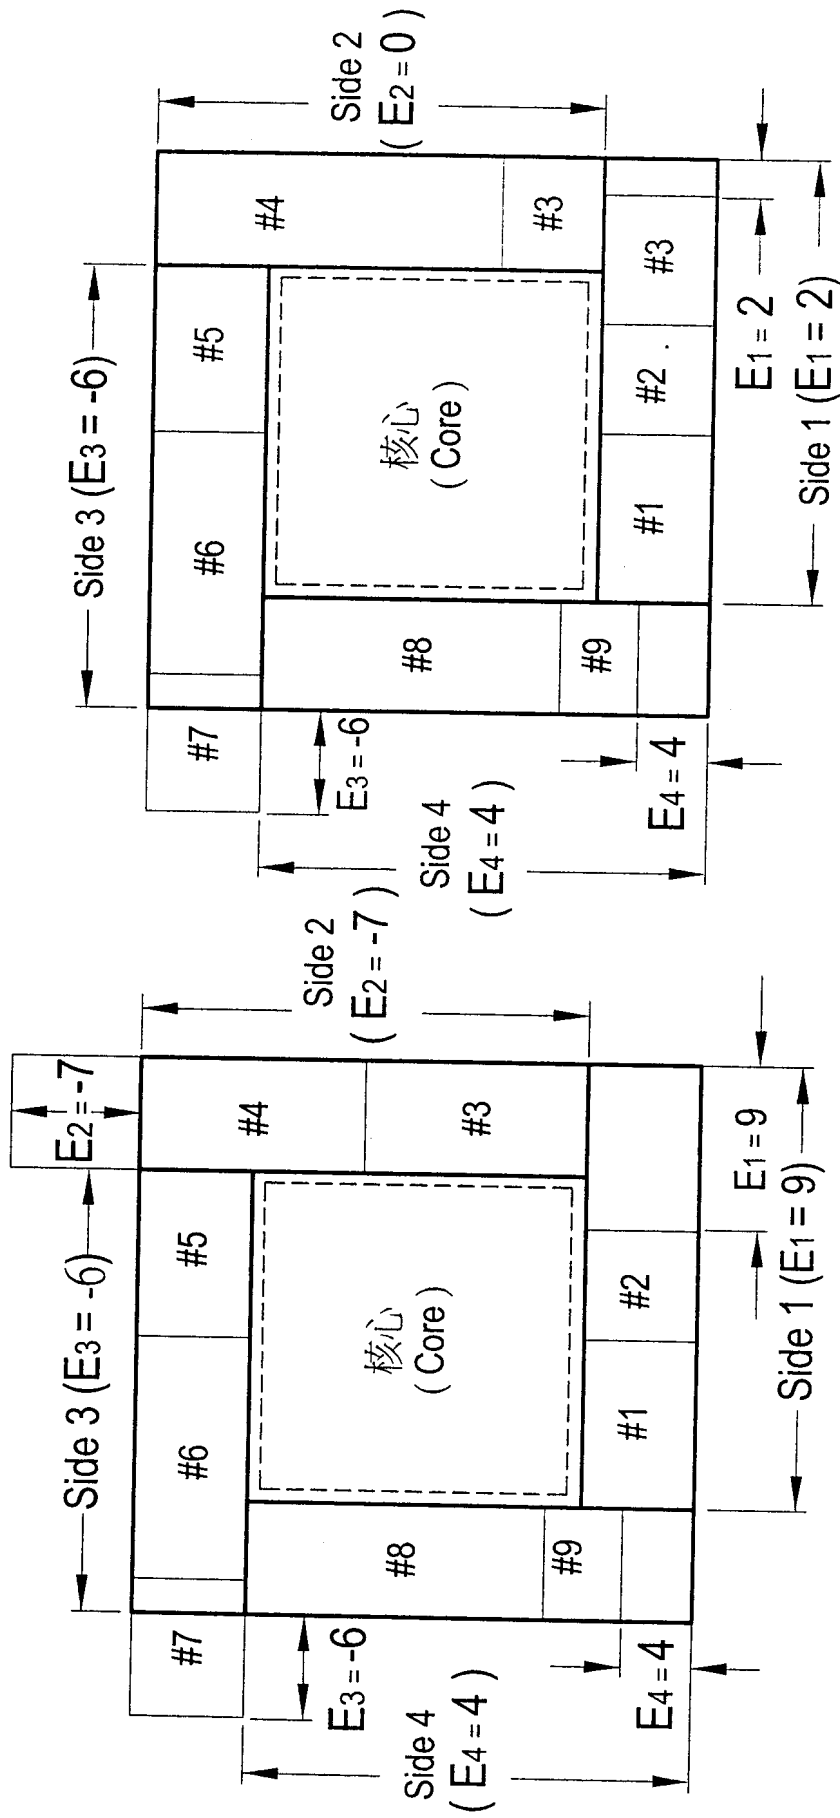 E2 = -7
Side 3 (E3 = -6)
#7
#6
#5
#4
Side 2
( E2 = -7 )
E3 = -6
#8
核心
( Core )
#3
Side 4
( E4 = 4 )
#9
#1
#2
E4 = 4
E1 = 9
Side 1 (E1 = 9)
Side 3 (E3 = -6)
#7
#6
#5
#4
Side 2
( E2 = 0 )
E3 = -6
#8
核心
( Core )
#3
Side 4
( E4 = 4 )
#9
#1
#2
#3
E4 = 4
E1 = 2
Side 1 (E1 = 2)